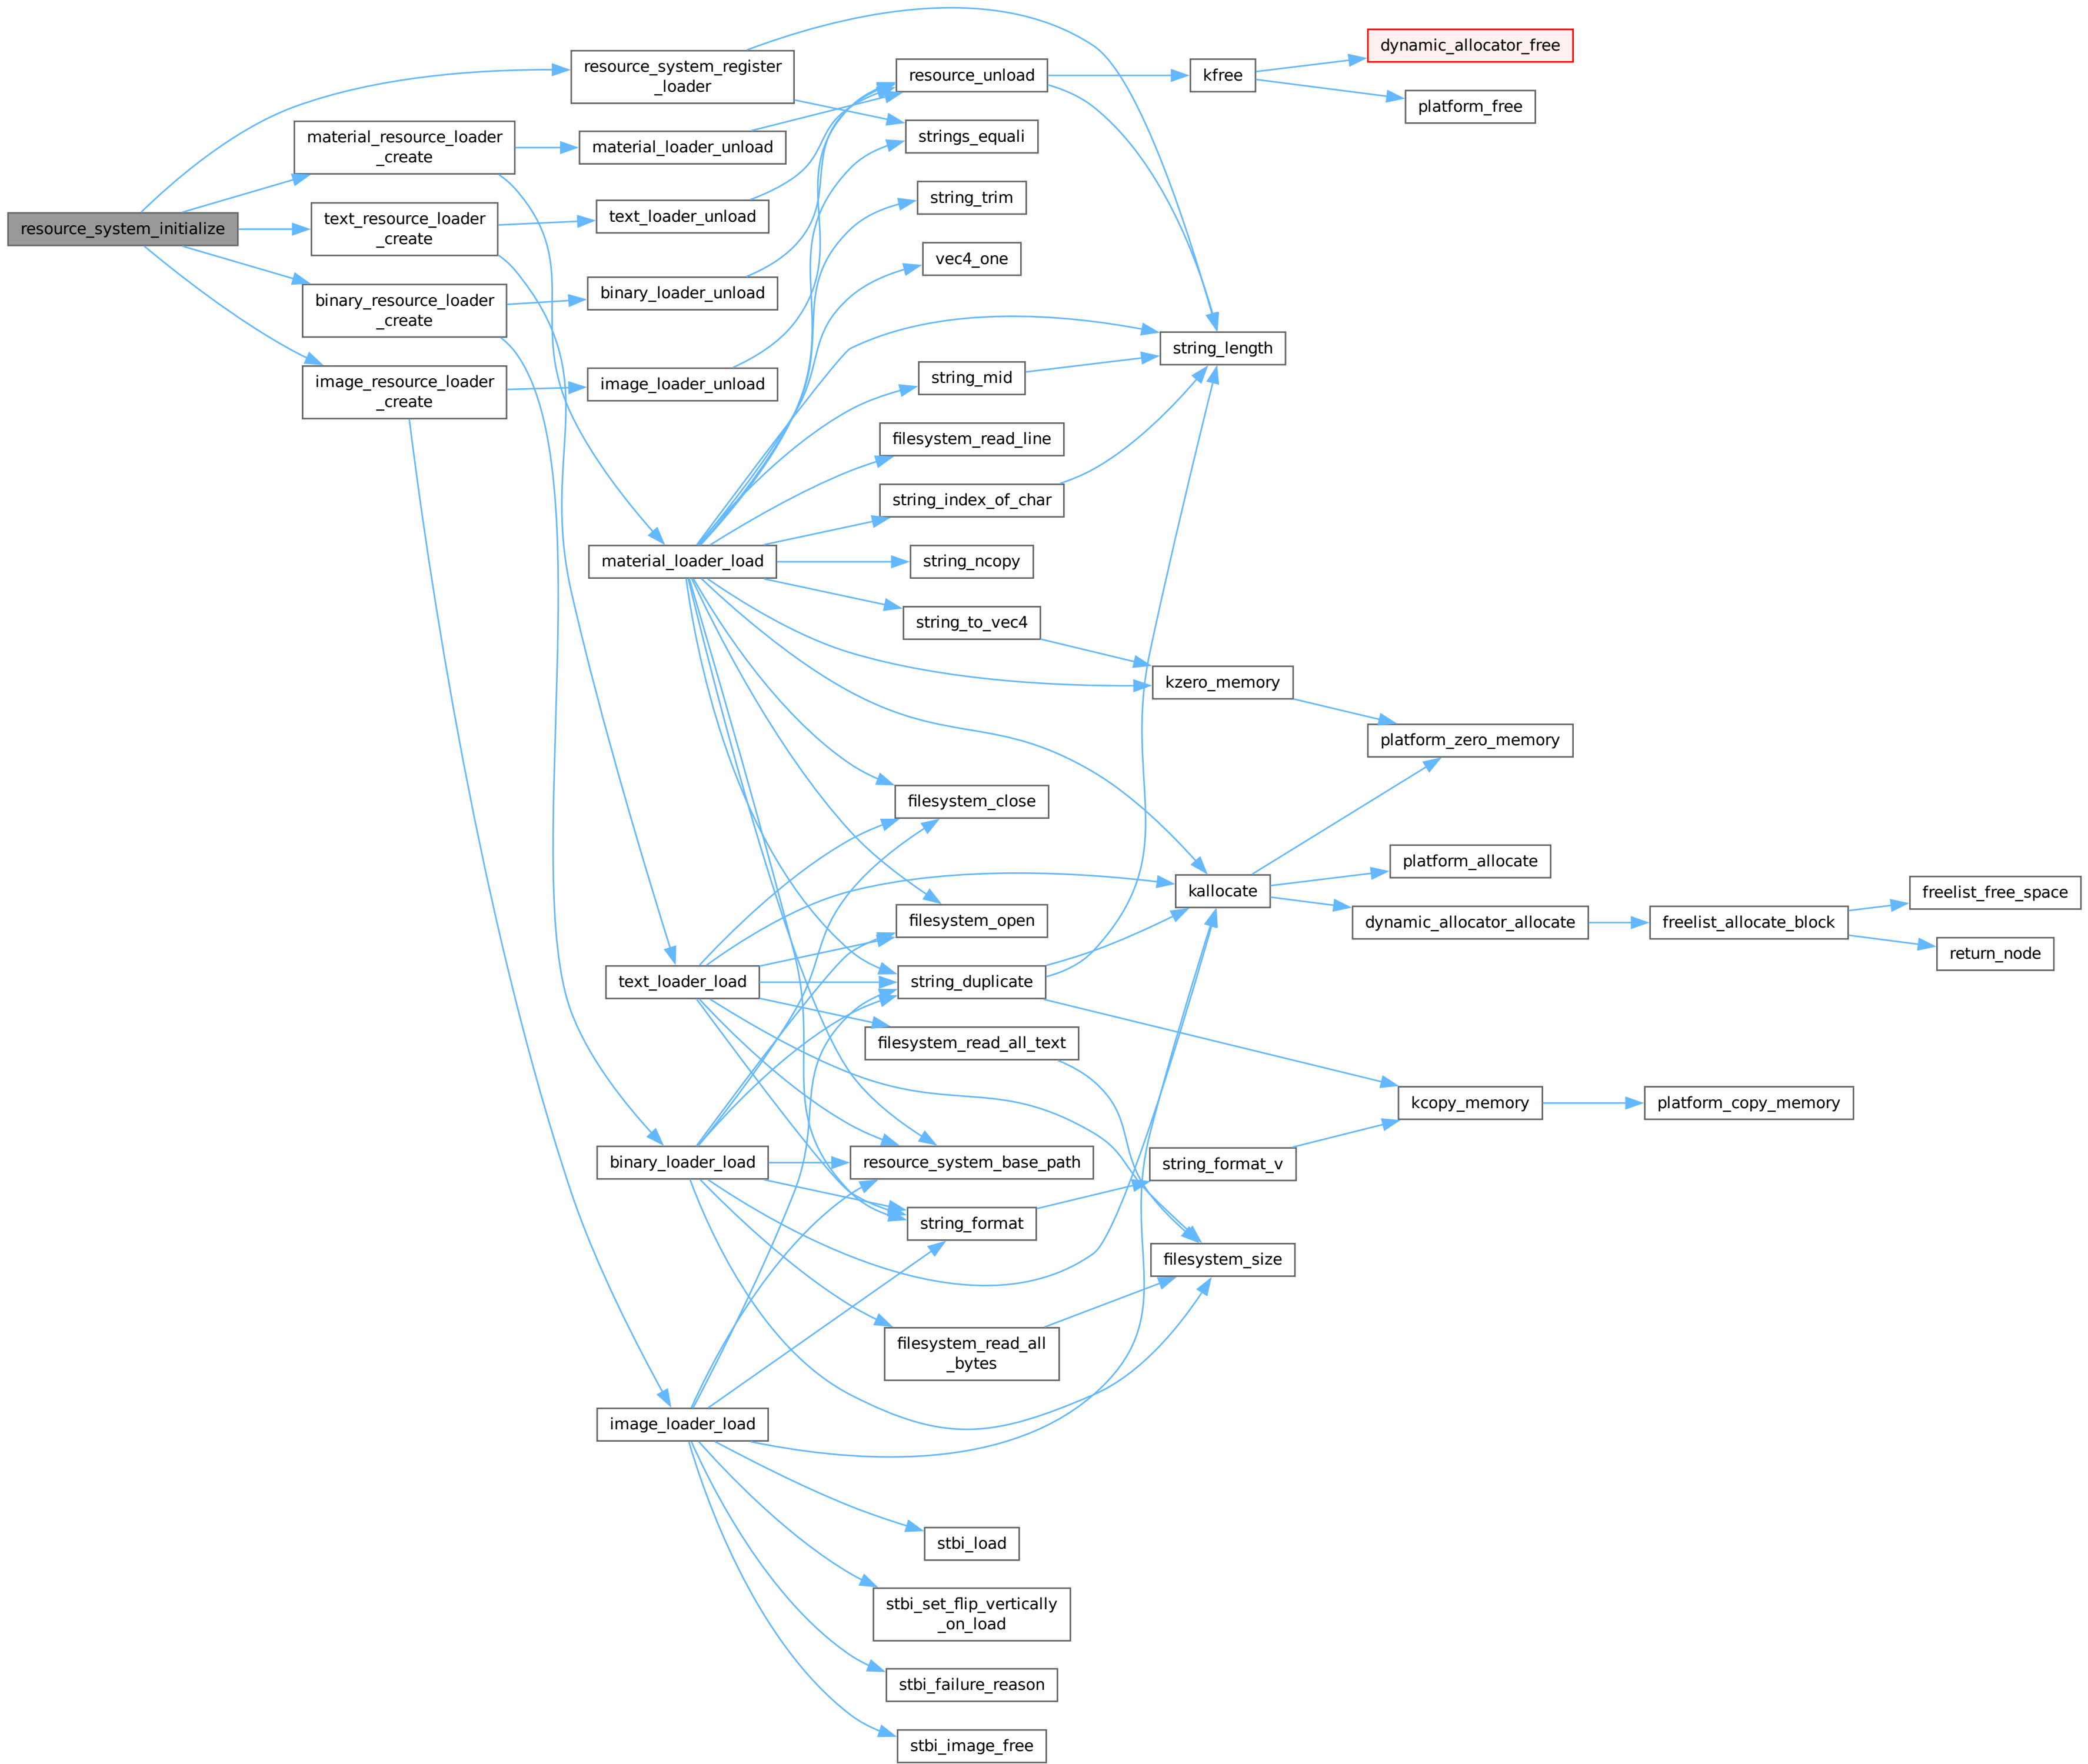 resource_system_initialize
resource_system_register
_loader
material_resource_loader
_create
text_resource_loader
_create
binary_resource_loader
_create
image_resource_loader
_create
material_loader_unload
text_loader_unload
binary_loader_unload
image_loader_unload
material_loader_load
text_loader_load
binary_loader_load
image_loader_load
resource_unload
strings_equali
string_trim
vec4_one
string_mid
filesystem_read_line
string_index_of_char
string_ncopy
string_to_vec4
filesystem_close
filesystem_open
string_duplicate
filesystem_read_all_text
resource_system_base_path
string_format
filesystem_read_all
_bytes
stbi_load
stbi_set_flip_vertically
_on_load
stbi_failure_reason
stbi_image_free
kfree
string_length
kzero_memory
kallocate
string_format_v
filesystem_size
dynamic_allocator_free
platform_free
platform_zero_memory
platform_allocate
dynamic_allocator_allocate
kcopy_memory
freelist_allocate_block
platform_copy_memory
freelist_free_space
return_node